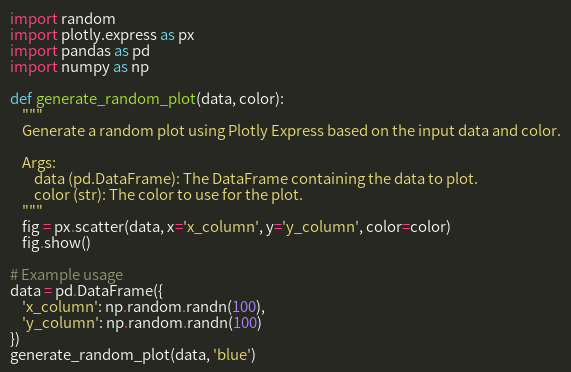 import random
import plotly.express as px
import pandas as pd
import numpy as np

def generate_random_plot(data, color):
    """
    Generate a random plot using Plotly Express based on the input data and color.

    Args:
        data (pd.DataFrame): The DataFrame containing the data to plot.
        color (str): The color to use for the plot.
    """
    fig = px.scatter(data, x='x_column', y='y_column', color=color)
    fig.show()

# Example usage
data = pd.DataFrame({
    'x_column': np.random.randn(100),
    'y_column': np.random.randn(100)
})
generate_random_plot(data, 'blue')